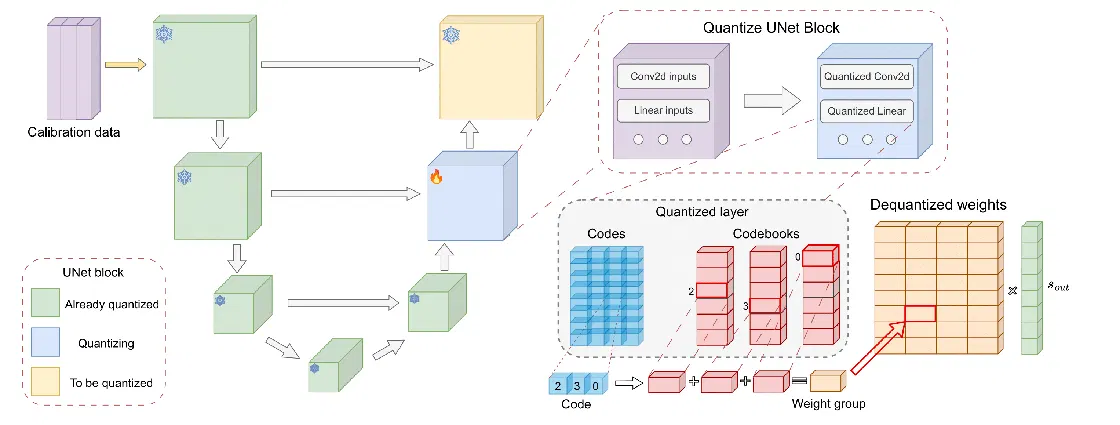 Calibration data
UNet block
Already quantized
Quantizing
To be quantized
Quantize UNet Block
Conv2d inputs
Linear inputs
Quantized Conv2d
Quantized Linear
Quantized layer
Codes
Codebooks
2
3
0
2 3 0
Code
+ + =
Weight group
Dequantized weights
× s_out